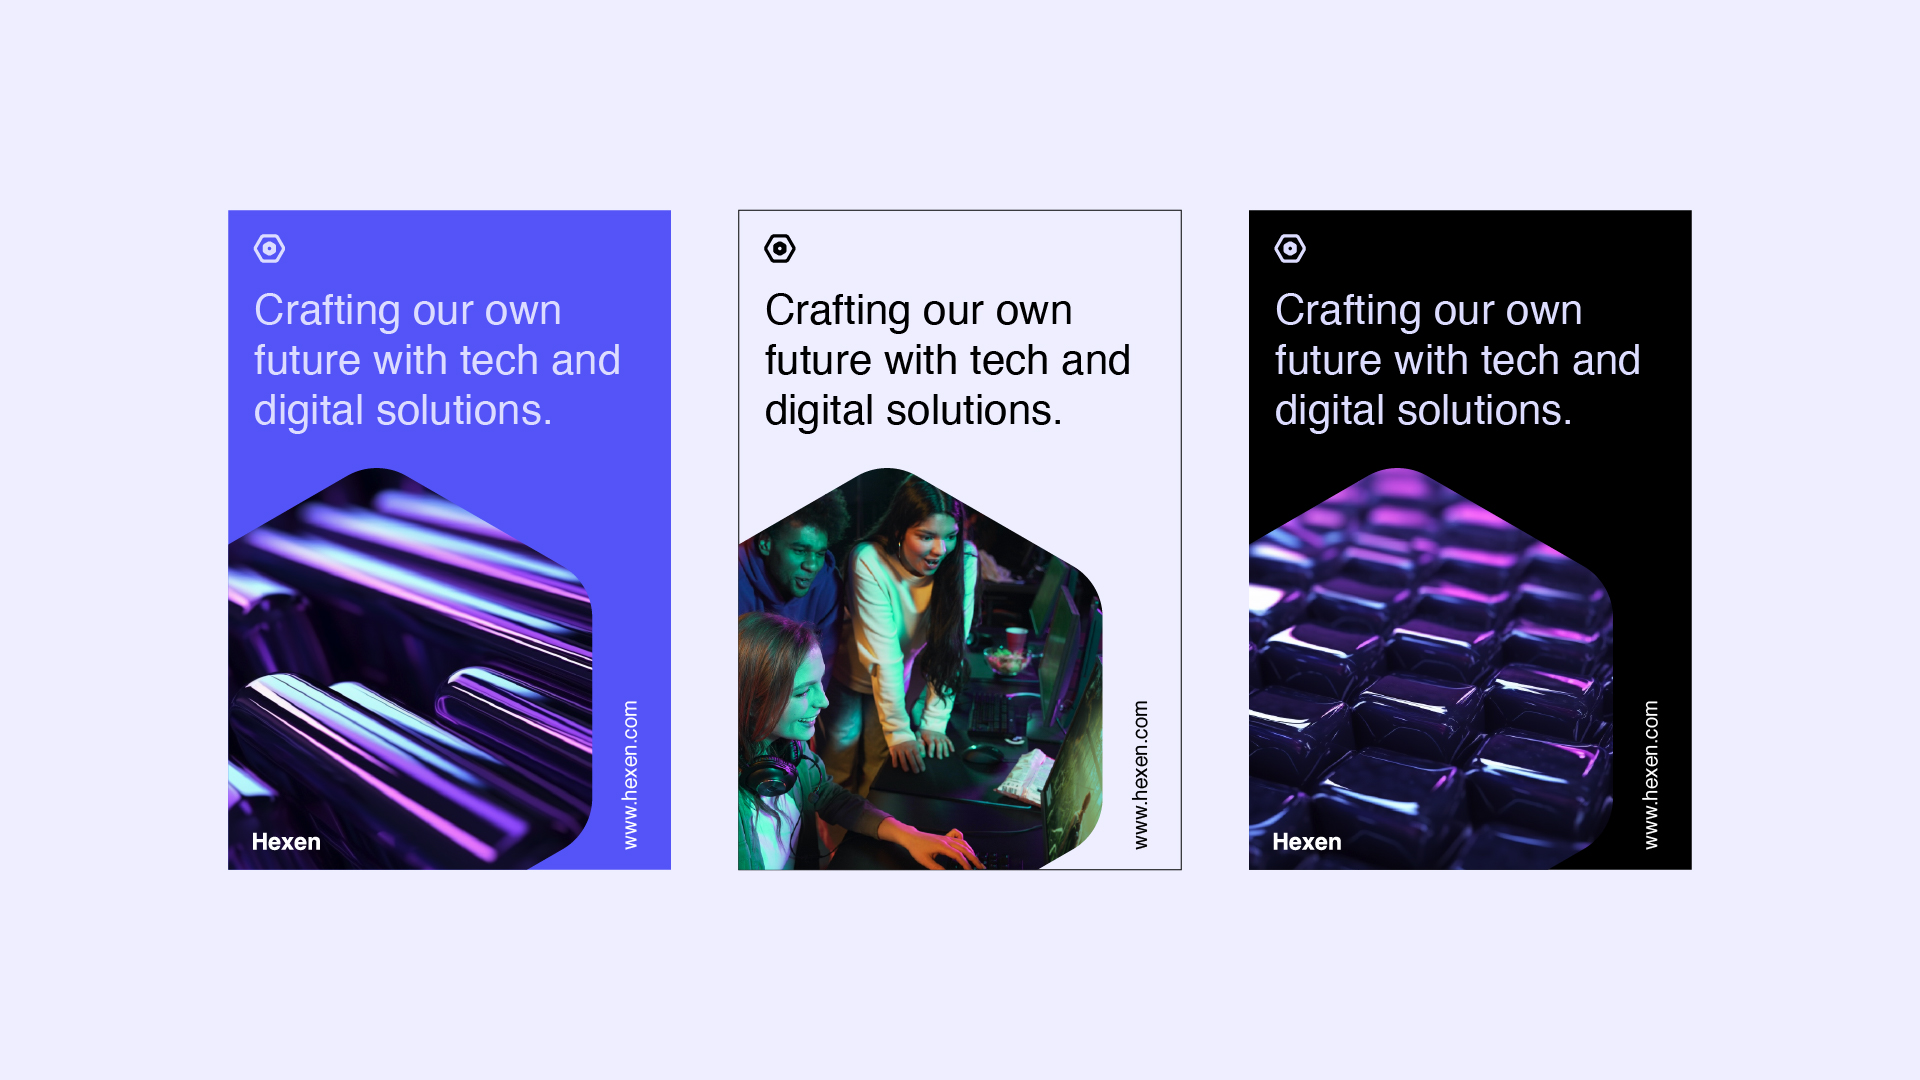 Crafting our own
future with tech and
digital solutions.
www.hexen.com
Hexen
Crafting our own
future with tech and
digital solutions.
www.hexen.com
Crafting our own
future with tech and
digital solutions.
www.hexen.com
Hexen